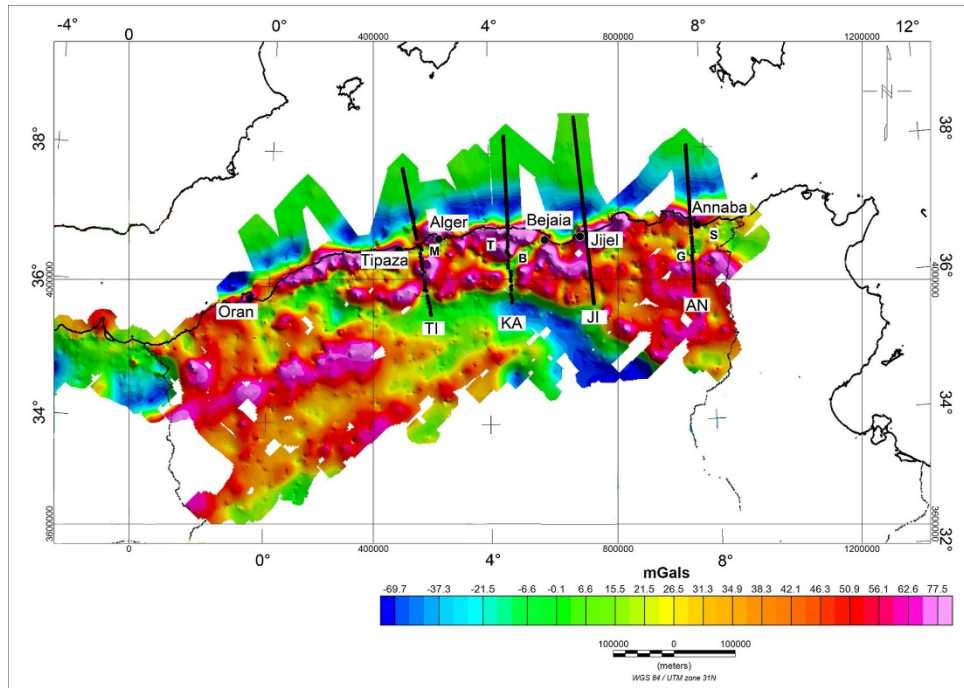 -4° 0° 4° 8° 12°
0 400000 800000 1200000
N
38° 38°
Annaba
Alger Bejaia S
M T Jijel
Tipaza B G
36° 36°
4000000 4000000
Oran
TI KA JI AN
34° 34°
3600000 3600000
32°
0 400000 800000 1200000
0° 4° 8°
mGals
-69.7 -37.3 -21.5 -6.6 -0.1 6.6 15.5 21.5 26.5 31.3 34.9 38.3 42.1 46.3 50.9 56.1 62.6 77.5
100000 0 100000
(meters)
WGS 84 / UTM zone 31N